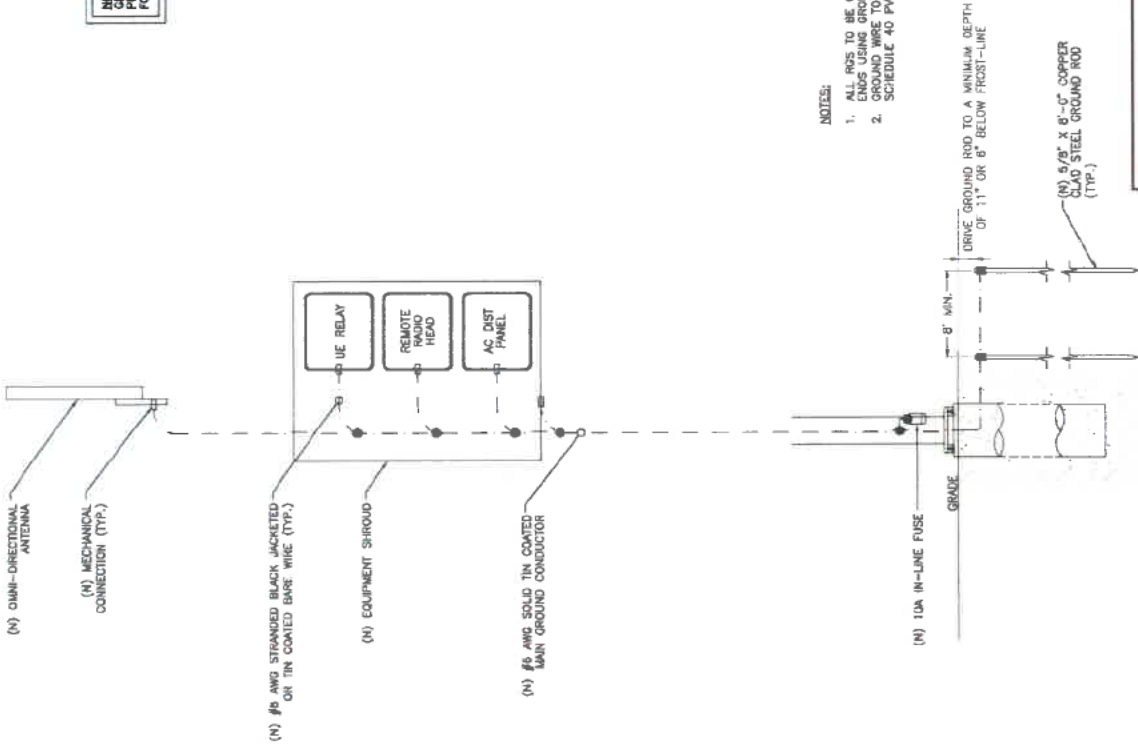 (N) OMNI-DIRECTIONAL
ANTENNA
(N) MECHANICAL
CONNECTION (TYP.)
(N) #6 AWG STRANDED BLACK JACKETED
OR TIN COATED BARE WIRE (TYP.)
UE RELAY
REMOTE
RADIO
HEAD
AC DIST
PANEL
(N) EQUIPMENT SHROUD
(N) #6 AWG SOLID TIN COATED
MAIN GROUND CONDUCTOR
NOTES:
1. ALL RGS TO BE
ENDS USING
2. GROUND WIRE TO
SCHEDULE 40
(N) 10A IN-LINE FUSE
GRADE
8' MIN.
DRIVE GROUND ROD TO A MINIMUM DEPTH
OF 11" OR 6" BELOW FROST-LINE
(N) 5/8" X 8'-0" COPPER
CLAD STEEL GROUND ROD
(TYP.)